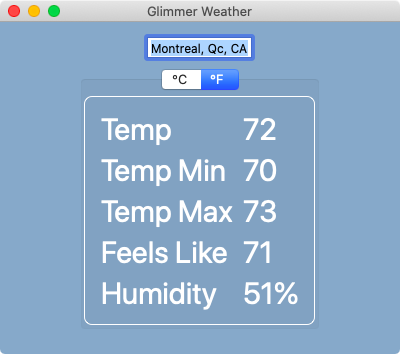 Glimmer Weather
Montreal, Qc, CA
°C °F
Temp 72
Temp Min 70
Temp Max 73
Feels Like 71
Humidity 51%